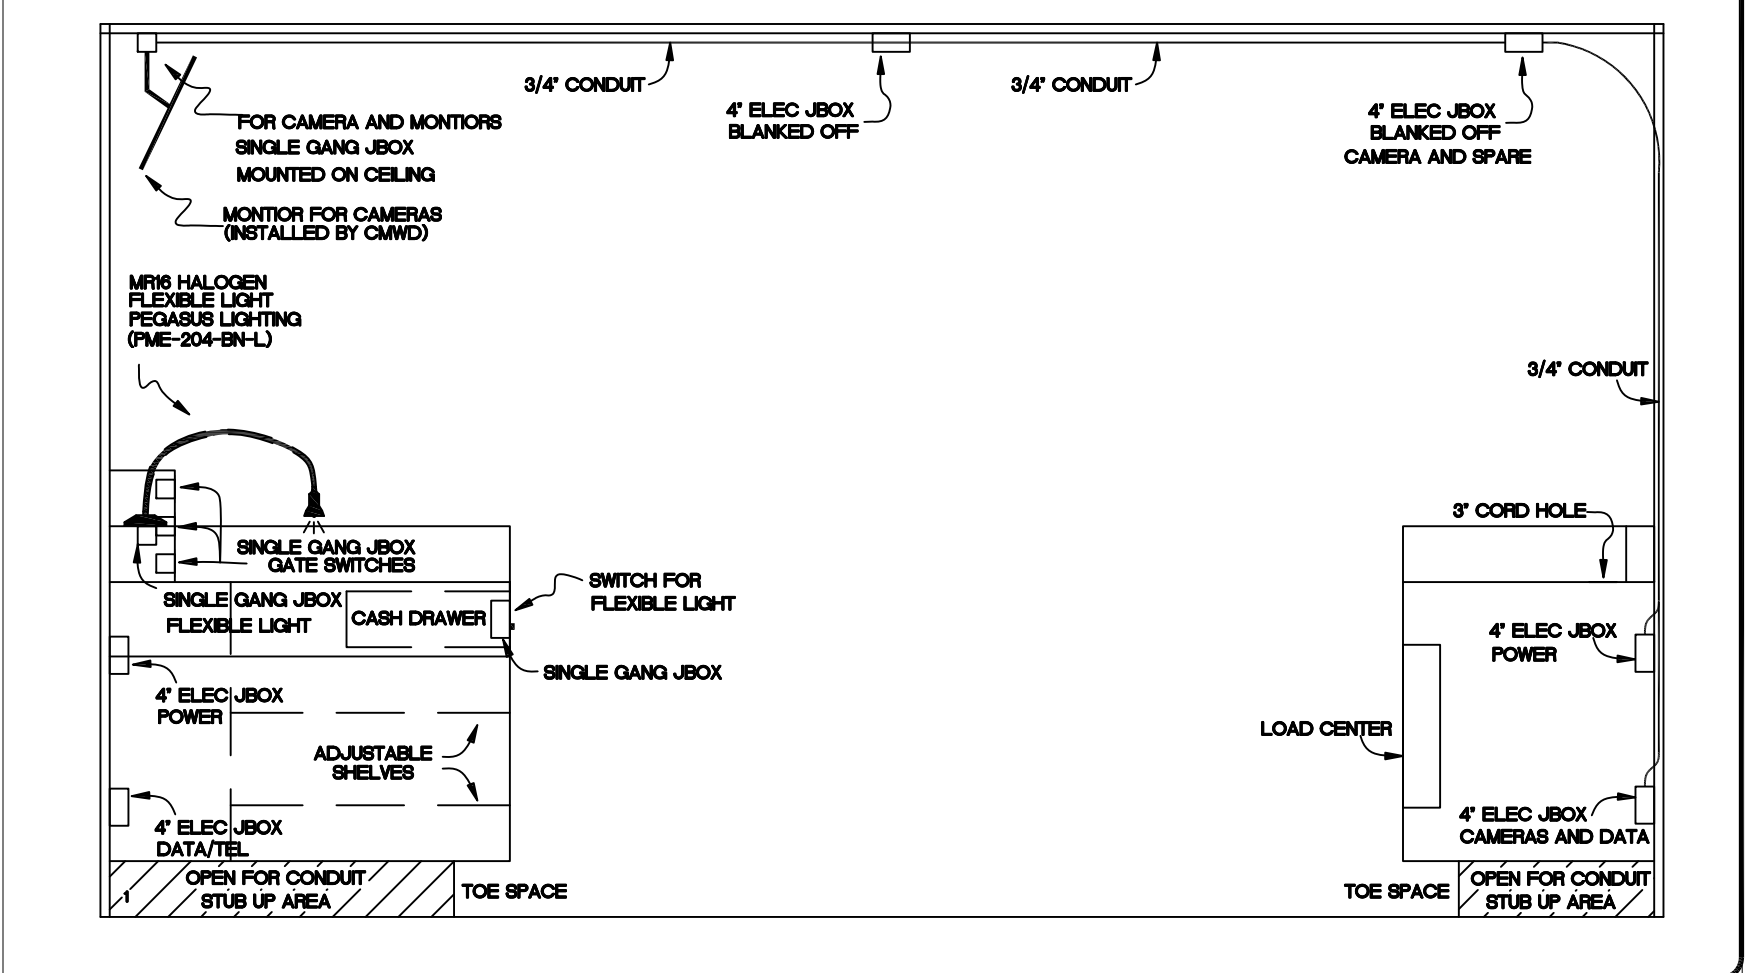 3/4" CONDUIT
3/4" CONDUIT
4" ELEC JBOX
BLANKED OFF
4" ELEC JBOX
BLANKED OFF
CAMERA AND SPARE
FOR CAMERA AND MONTIORS
SINGLE GANG JBOX
MOUNTED ON CEILING
MONTIOR FOR CAMERAS
(INSTALLED BY CMWD)
MR16 HALOGEN
FLEXIBLE LIGHT
PEGASUS LIGHTING
(PME-204-BN-L)
3/4" CONDUIT
3" CORD HOLE
SINGLE GANG JBOX
GATE SWITCHES
SINGLE GANG JBOX
FLEXIBLE LIGHT
CASH DRAWER
SWITCH FOR
FLEXIBLE LIGHT
SINGLE GANG JBOX
4" ELEC JBOX
POWER
4" ELEC JBOX
POWER
ADJUSTABLE
SHELVES
LOAD CENTER
4" ELEC JBOX
DATA/TEL
4" ELEC JBOX
CAMERAS AND DATA
1
OPEN FOR CONDUIT
STUB UP AREA
TOE SPACE
TOE SPACE
OPEN FOR CONDUIT
STUB UP AREA